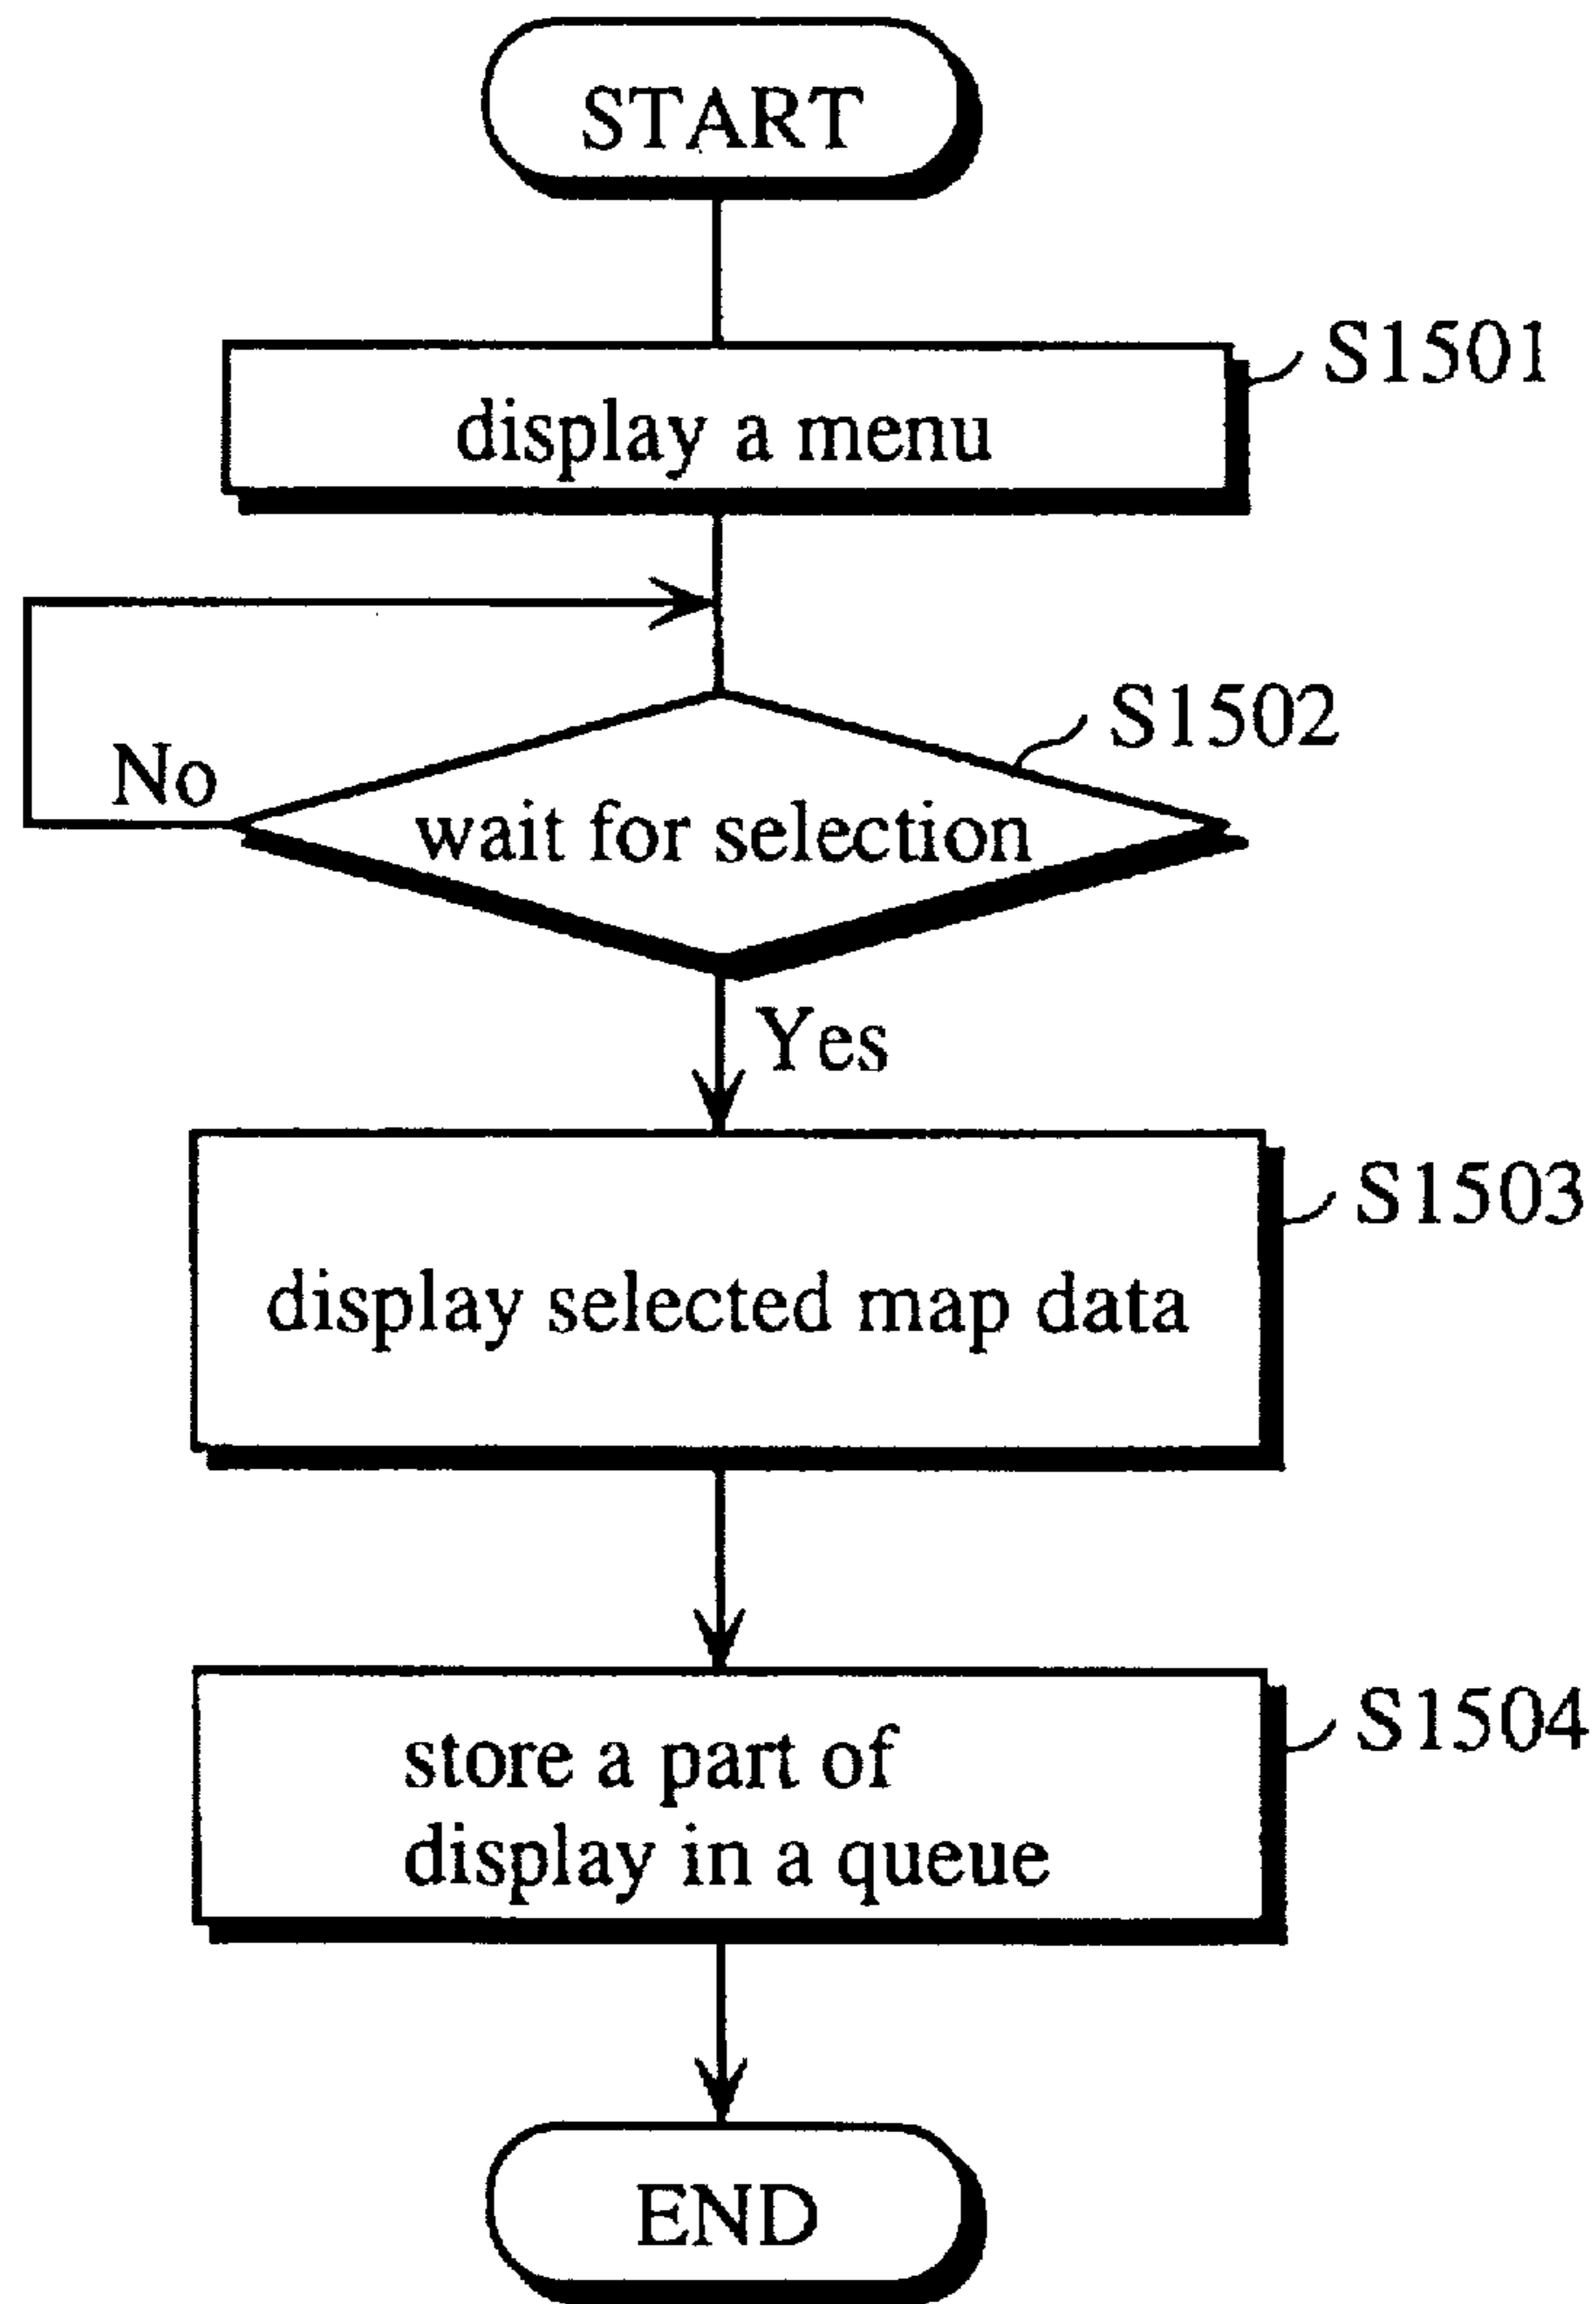 START
S1501
display a menu
S1502
No
wait for selection
Yes
S1503
display selected map data
S1504
store a part of
display in a queue
END